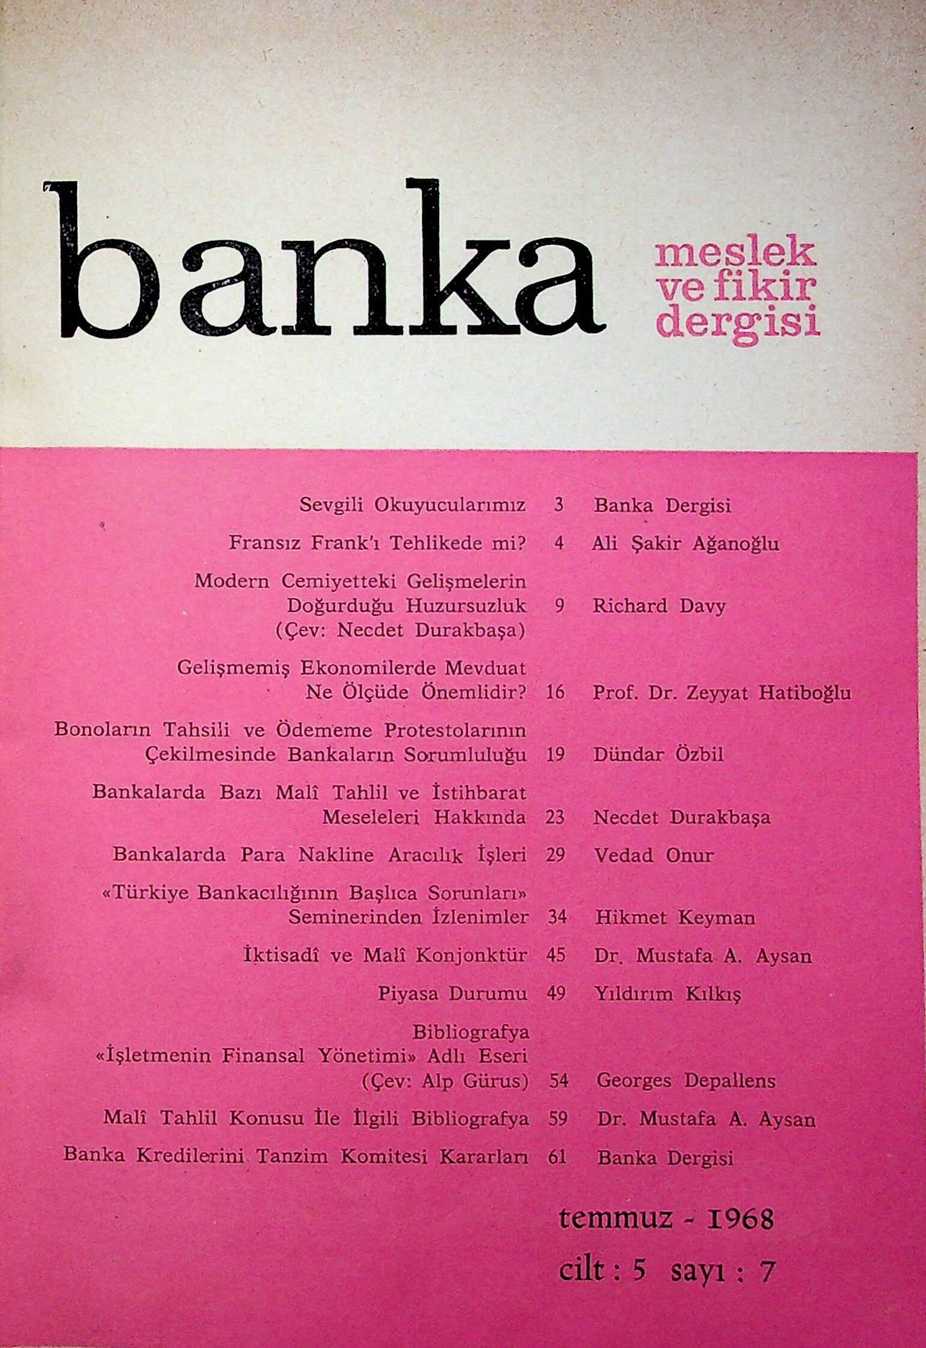 banka
meslek
ve fikir
dergisi
Sevgili Okuyucularımız 3 Banka Dergisi
Fransız Frank'ı Tehlikede mi? 4 Ali Şakir Ağanoğlu
Modern Cemiyetteki Gelişmelerin
Doğurduğu Huzursuzluk 9 Richard Davy
(Çev: Necdet Durakbaşa)
Gelişmemiş Ekonomilerde Mevduat
Ne Ölçüde Önemlidir? 16 Prof. Dr. Zeyyat Hatiboğlu
Bonoların Tahsili ve Ödememe Protestolarının
Çekilmesinde Bankaların Sorumluluğu 19 Dündar Özbil
Bankalarda Bazı Malî Tahlil ve İstihbarat
Meseleleri Hakkında 23 Necdet Durakbaşa
Bankalarda Para Nakline Aracılık İşleri 29 Vedad Onur
«Türkiye Bankacılığının Başlıca Sorunları»
Seminerinden İzlenimler 34 Hikmet Keyman
İktisadî ve Malî Konjonktür 45 Dr. Mustafa A. Aysan
Piyasa Durumu 49 Yıldırım Kılkış
Bibliografya
«İşletmenin Finansal Yönetimi» Adlı Eseri
(Çev: Alp Gürus) 54 Georges Depallens
Malî Tahlil Konusu İle İlgili Bibliografya 59 Dr. Mustafa A. Aysan
Banka Kredilerini Tanzim Komitesi Kararları 61 Banka Dergisi
temmuz - 1968
cilt : 5 sayı : 7